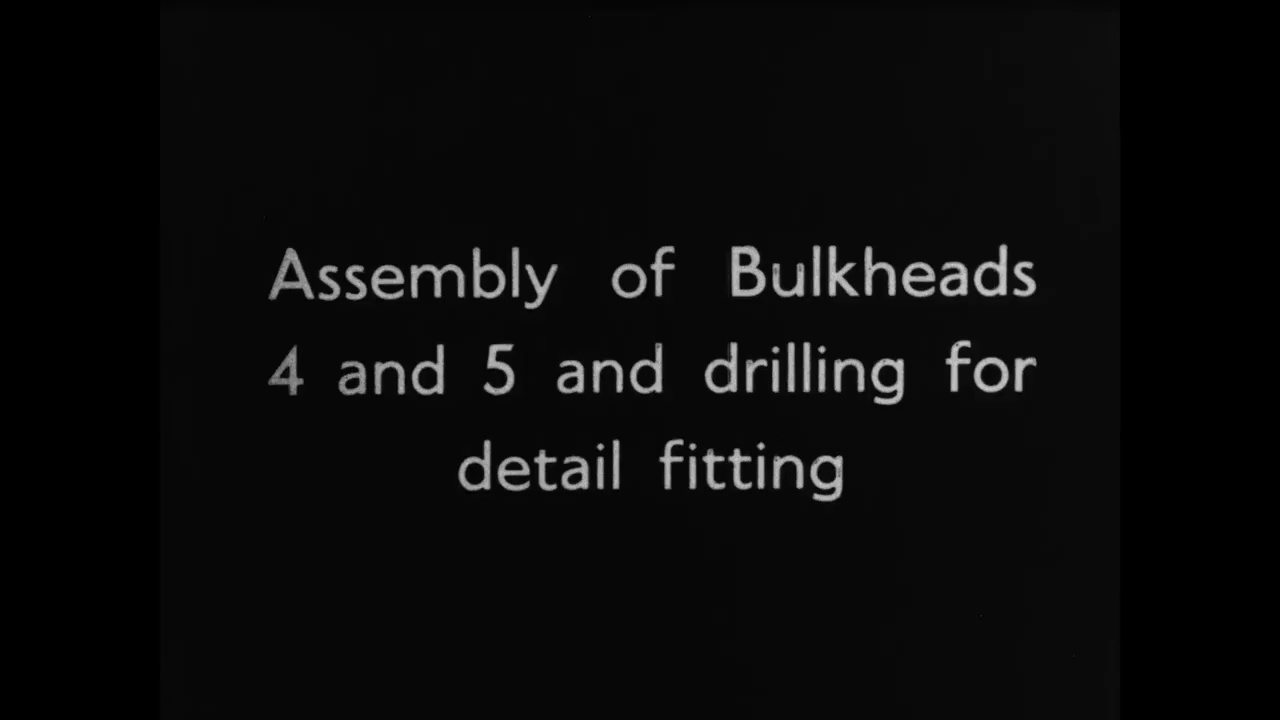 Assembly of Bulkheads
4 and 5 and drilling for
detail fitting